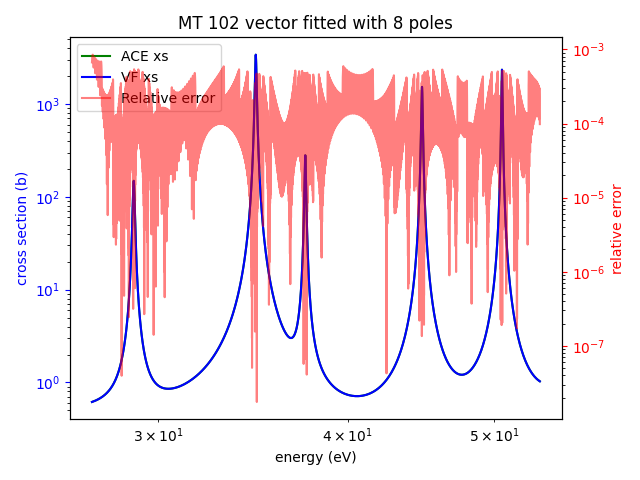 MT 102 vector fitted with 8 poles
ACE xs
VF xs
Relative error
cross section (b)
10³
10²
10¹
10⁰
relative error
10⁻³
10⁻⁴
10⁻⁵
10⁻⁶
10⁻⁷
3 × 10¹
4 × 10¹
5 × 10¹
energy (eV)